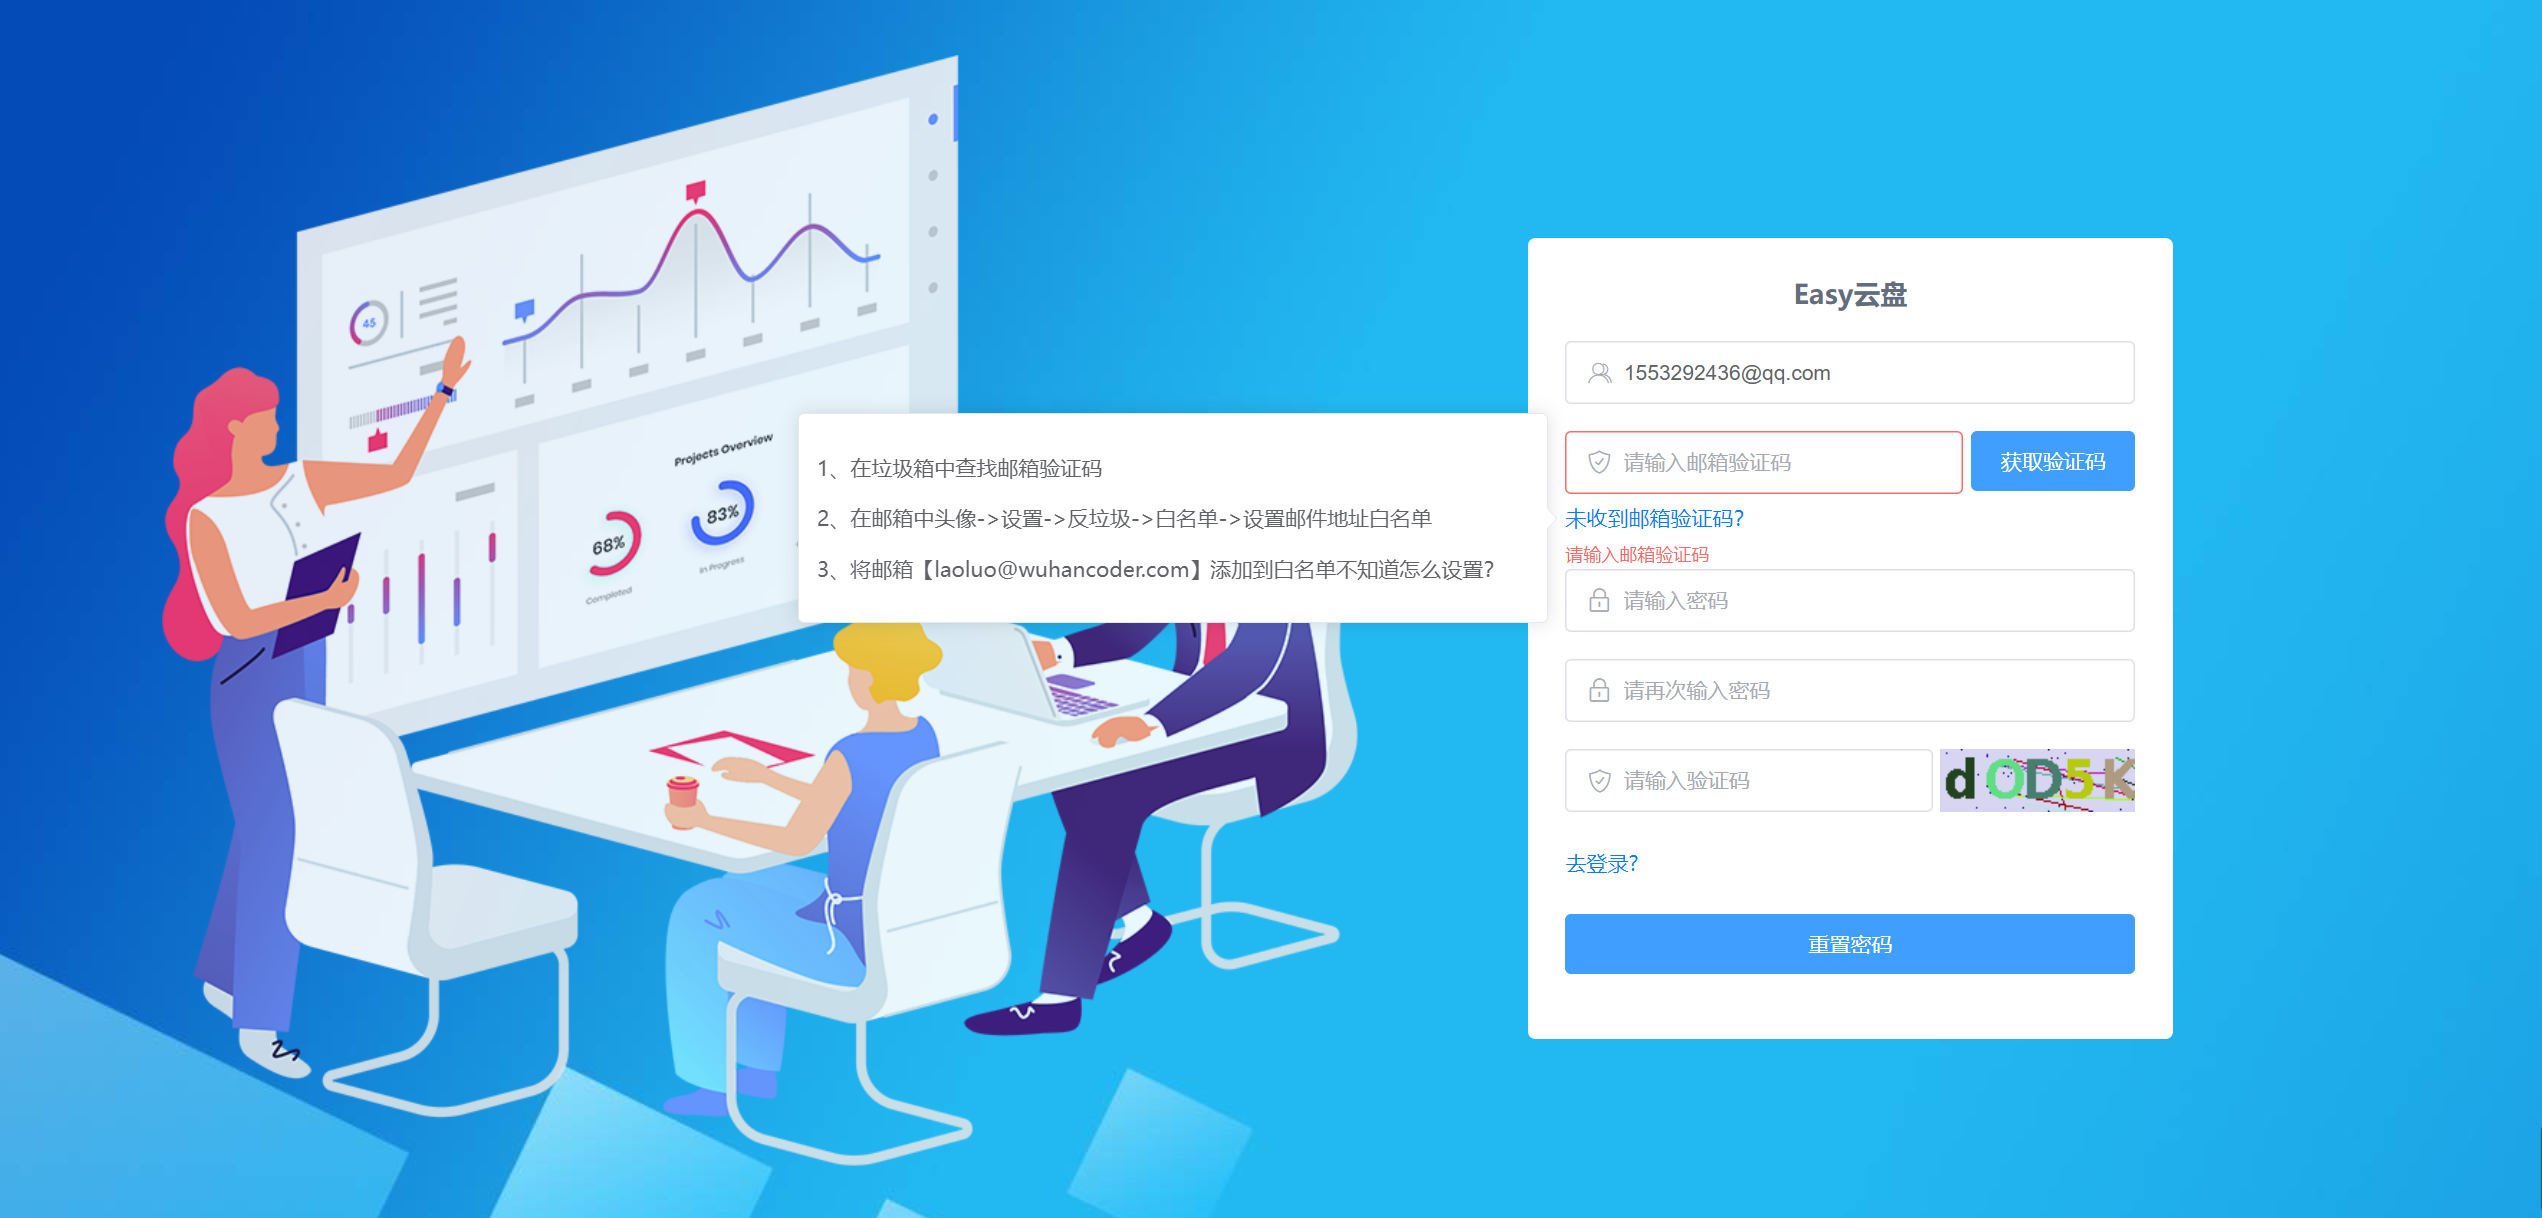 45
Projects Overview
68%
83%
Completed
In Progress
1、在垃圾箱中查找邮箱验证码
2、在邮箱中头像->设置->反垃圾->白名单->设置邮件地址白名单
3、将邮箱【laoluo@wuhancoder.com】添加到白名单不知道怎么设置?
Easy云盘
1553292436@qq.com
请输入邮箱验证码
获取验证码
未收到邮箱验证码?
请输入邮箱验证码
请输入密码
请再次输入密码
请输入验证码
dOD5K
去登录?
重置密码